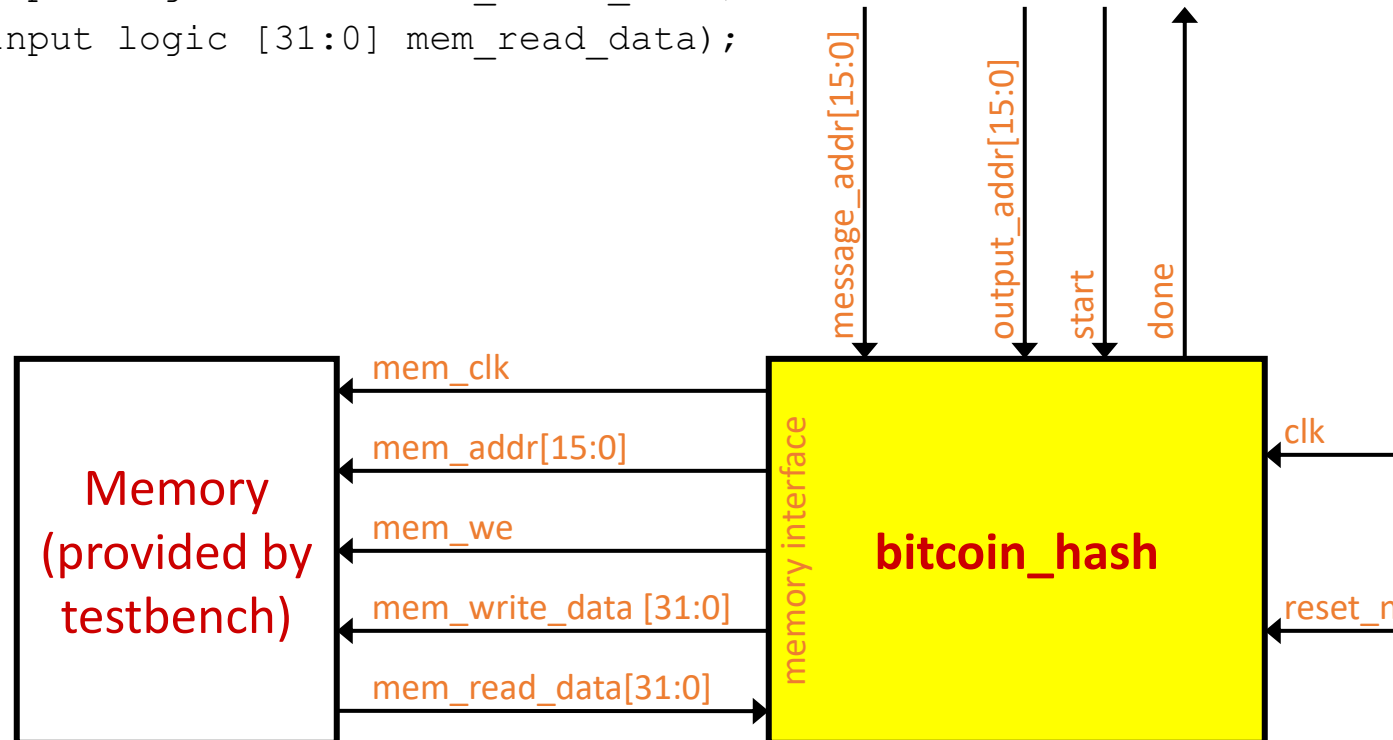 input logic [31:0] mem_read_data);
message_addr[15:0]
output_addr[15:0]
start
done
mem_clk
mem_addr[15:0]
mem_we
mem_write_data [31:0]
mem_read_data[31:0]
Memory
(provided by
testbench)
memory interface
bitcoin_hash
clk
reset_n